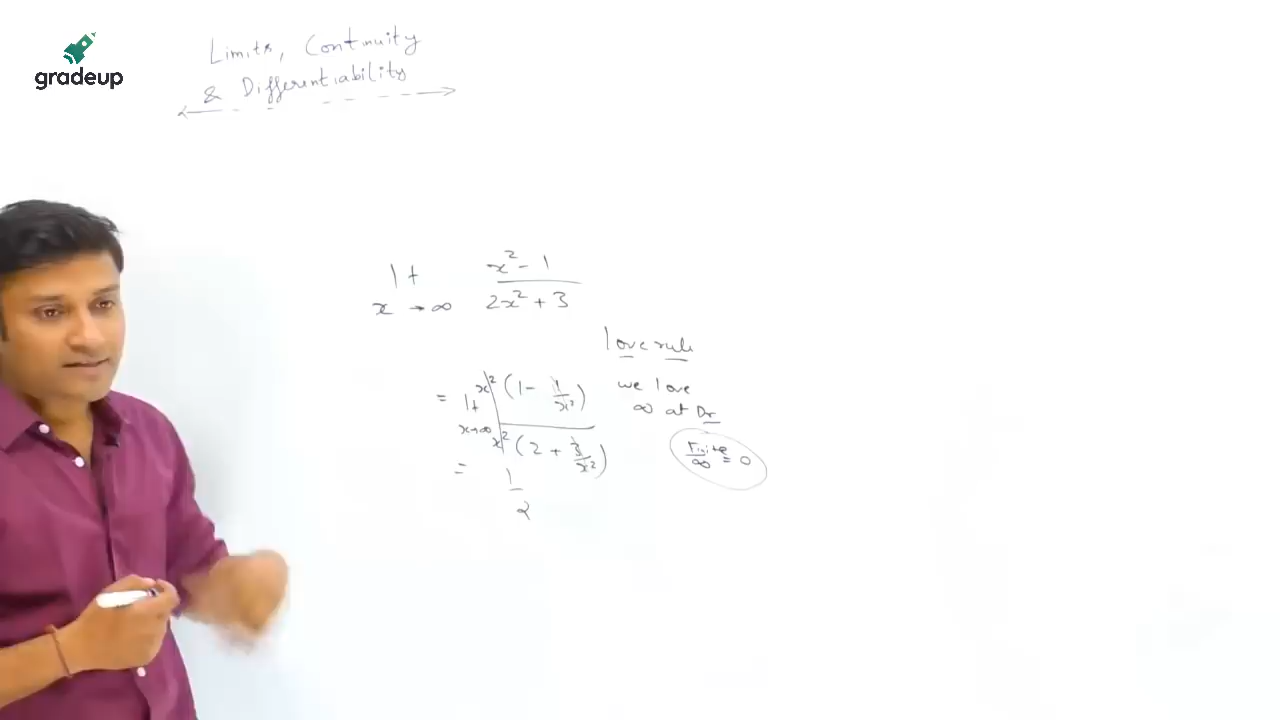 gradeup
Limits, Continuity
& Differentiability
lt x²-1
x→∞ 2x²+3
love rule
= lt x²(1 - 1/x²)
x→∞ x²(2 + 3/x²)
we love
∞ at Dr
Finite/∞ = 0
= 1/2